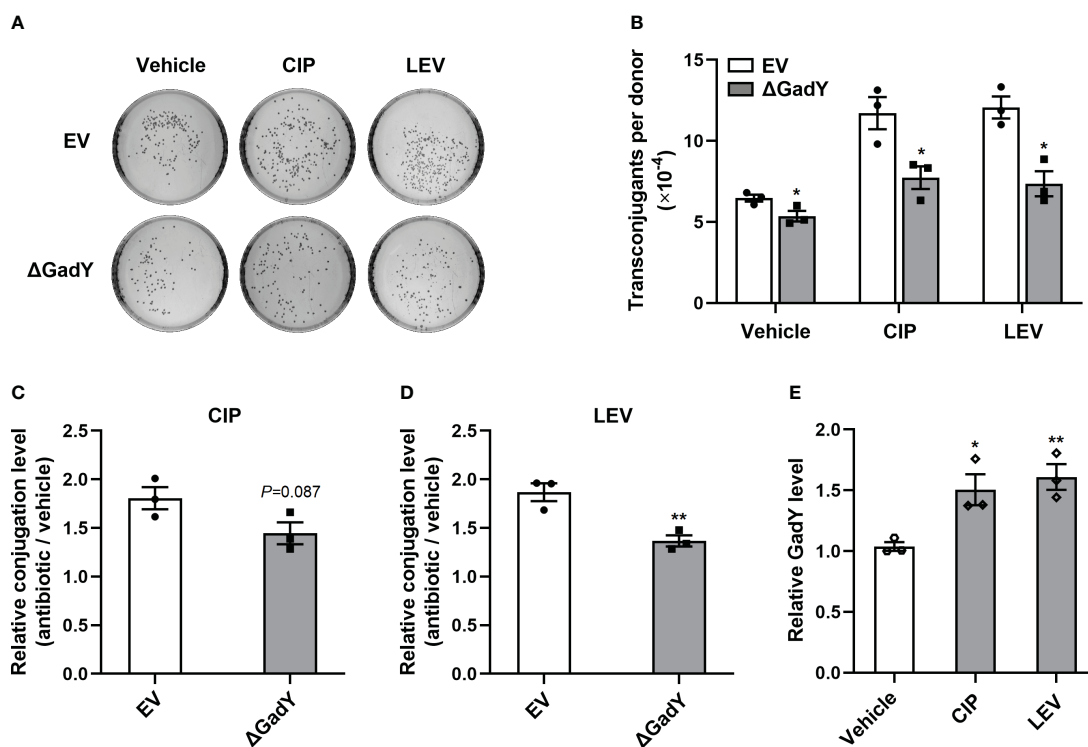 A
Vehicle CIP LEV
EV
ΔGadY
B
Transconjugants per donor
(×10⁻⁴)
15
10
5
0
EV
ΔGadY
*
*
*
Vehicle CIP LEV
C
CIP
Relative conjugation level
(antibiotic / vehicle)
2.5
2.0
1.5
1.0
0.5
0.0
P=0.087
EV ΔGadY
D
LEV
Relative conjugation level
(antibiotic / vehicle)
2.5
2.0
1.5
1.0
0.5
0.0
**
EV ΔGadY
E
Relative GadY level
2.0
1.5
1.0
0.5
0.0
*
**
Vehicle CIP LEV